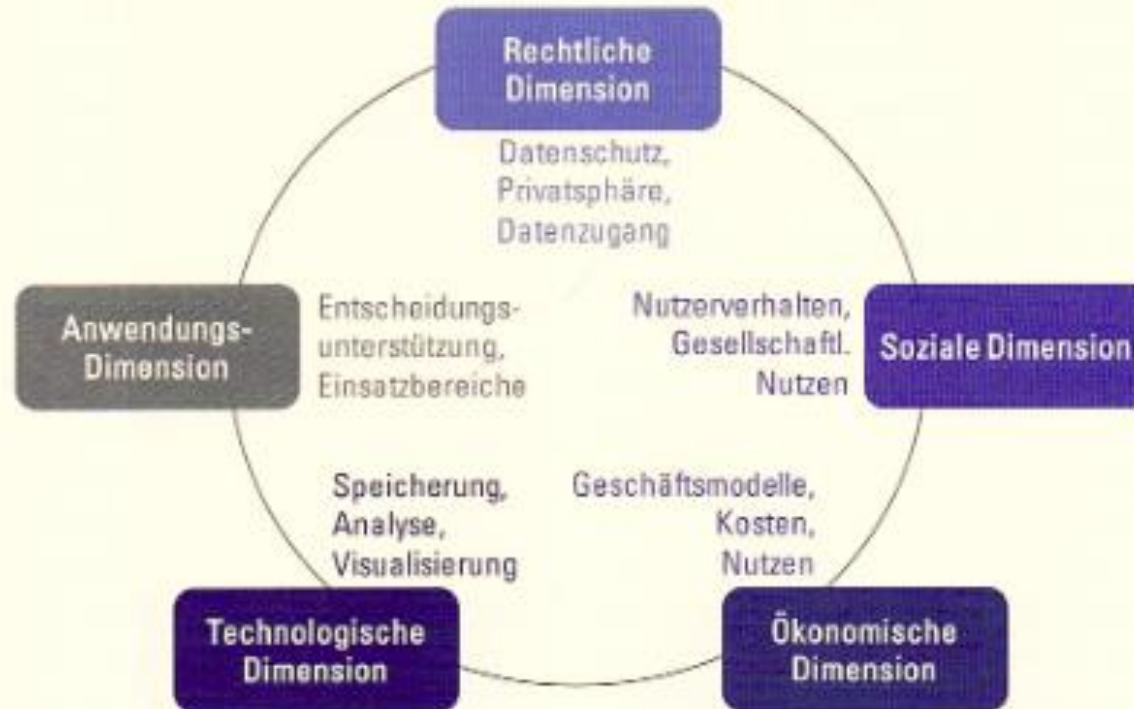 Rechtliche
Dimension
Datenschutz,
Privatsphäre,
Datenzugang
Anwendungs-
Dimension
Entscheidungs-
unterstützung,
Einsatzbereiche
Nutzerverhalten,
Gesellschaftl.
Nutzen
Soziale Dimension
Speicherung,
Analyse,
Visualisierung
Technologische
Dimension
Geschäftsmodelle,
Kosten,
Nutzen
Ökonomische
Dimension